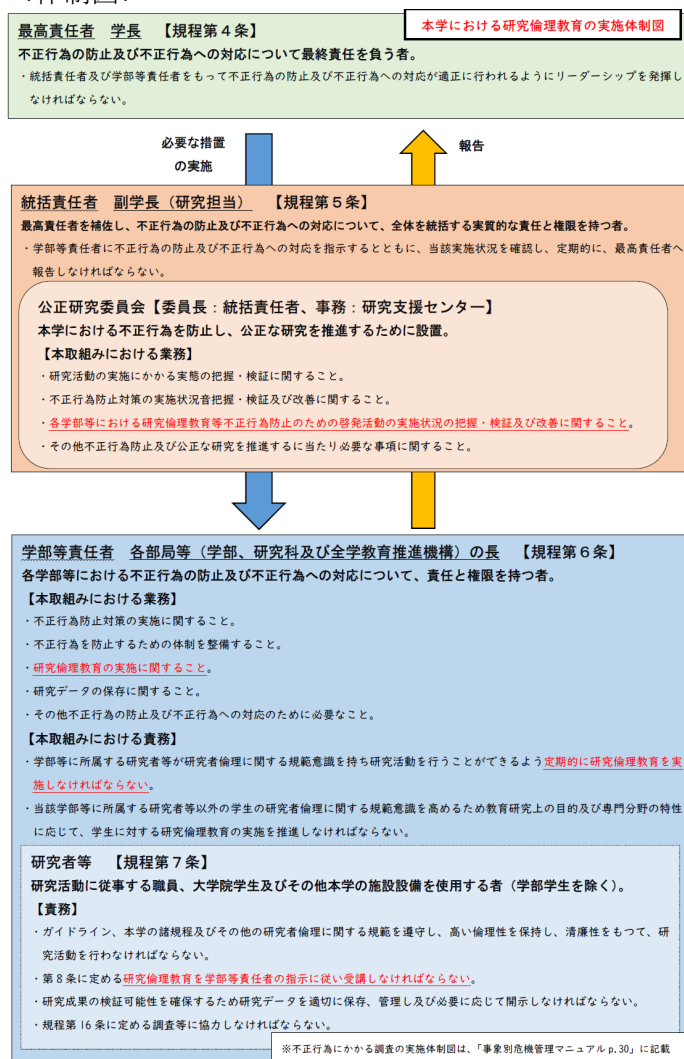 最高責任者 学長 【規程第４条】
本学における研究倫理教育の実施体制図
不正行為の防止及び不正行為への対応について最終責任を負う者。
・統括責任者及び学部等責任者をもって不正行為の防止及び不正行為への対応が適正に行われるようにリーダーシップを発揮し
なければならない。
必要な措置
の実施
報告
統括責任者 副学長（研究担当） 【規程第５条】
最高責任者を補佐し、不正行為の防止及び不正行為への対応について、全体を統括する実質的な責任と権限を持つ者。
・学部等責任者に不正行為の防止及び不正行為への対応を指示するとともに、当該実施状況を確認し、定期的に、最高責任者へ
報告しなければならない。
公正研究委員会【委員長：統括責任者、事務：研究支援センター】
本学における不正行為を防止し、公正な研究を推進するために設置。
【本取組みにおける業務】
・研究活動の実施にかかる実態の把握・検証に関すること。
・不正行為防止対策の実施状況音把握・検証及び改善に関すること。
・各学部等における研究倫理教育等不正行為防止のための啓発活動の実施状況の把握・検証及び改善に関すること。
・その他不正行為防止及び公正な研究を推進するに当たり必要な事項に関すること。
学部等責任者 各部局等（学部、研究科及び全学教育推進機構）の長 【規程第６条】
各学部等における不正行為の防止及び不正行為への対応について、責任と権限を持つ者。
【本取組みにおける業務】
・不正行為防止対策の実施に関すること。
・不正行為を防止するための体制を整備すること。
・研究倫理教育の実施に関すること。
・研究データの保存に関すること。
・その他不正行為の防止及び不正行為への対応のために必要なこと。
【本取組みにおける責務】
・学部等に所属する研究者等が研究者倫理に関する規範意識を持ち研究活動を行うことができるよう定期的に研究倫理教育を実
施しなければならない。
・当該学部等に所属する研究者等以外の学生の研究者倫理に関する規範意識を高めるため教育研究上の目的及び専門分野の特性
に応じて、学生に対する研究倫理教育の実施を推進しなければならない。
研究者等 【規程第７条】
研究活動に従事する職員、大学院学生及びその他本学の施設設備を使用する者（学部学生を除く）。
【責務】
・ガイドライン、本学の諸規程及びその他の研究者倫理に関する規範を遵守し、高い倫理性を保持し、清廉性をもつて、研
究活動を行わなければならない。
・第８条に定める研究倫理教育を学部等責任者の指示に従い受講しなければならない。
・研究成果の検証可能性を確保するため研究データを適切に保存、管理し及び必要に応じて開示しなければならない。
・規程第16条に定める調査等に協力しなければならない。
※不正行為にかかる調査の実施体制図は、「事象別危機管理マニュアルp.30」に記載